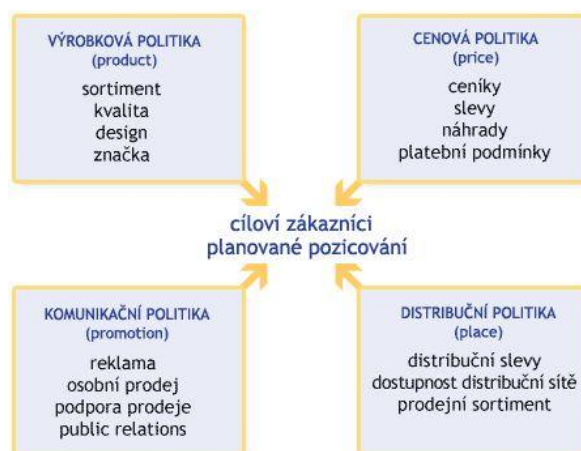 VÝROBKOVÁ POLITIKA
(product)
sortiment
kvalita
design
značka
CENOVÁ POLITIKA
(price)
ceníky
slevy
náhrady
platební podmínky
cíloví zákazníci
planované pozicování
KOMUNIKAČNÍ POLITIKA
(promotion)
reklama
osobní prodej
podpora prodeje
public relations
DISTRIBUČNÍ POLITIKA
(place)
distribuční slevy
dostupnost distribuční sítě
prodejní sortiment